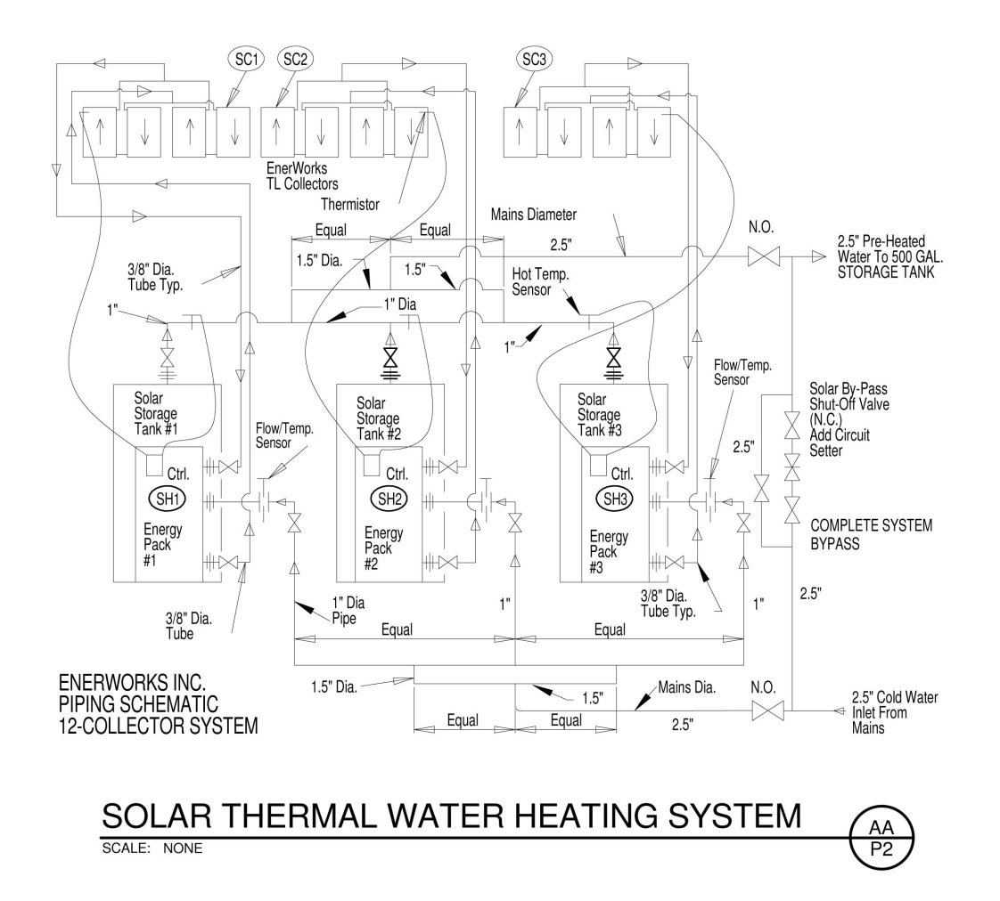 SC1
SC2
SC3
EnerWorks
TL Collectors
Thermistor
Equal
Equal
Mains Diameter
2.5"
N.O.
2.5" Pre-Heated
Water To 500 GAL.
STORAGE TANK
1.5" Dia.
1.5"
Hot Temp.
Sensor
3/8" Dia.
Tube Typ.
1"
1" Dia
1"
Flow/Temp.
Sensor
Solar By-Pass
Shut-Off Valve
(N.C.)
Add Circuit
Setter
Solar
Storage
Tank #1
Solar
Storage
Tank #2
Solar
Storage
Tank #3
Flow/Temp.
Sensor
2.5"
Ctrl.
SH1
Energy
Pack
#1
Ctrl.
SH2
Energy
Pack
#2
Ctrl.
SH3
Energy
Pack
#3
COMPLETE SYSTEM
BYPASS
3/8" Dia.
Tube
1" Dia
Pipe
1"
3/8" Dia.
Tube Typ.
1"
2.5"
Equal
Equal
ENERWORKS INC.
PIPING SCHEMATIC
12-COLLECTOR SYSTEM
1.5" Dia.
1.5"
Mains Dia.
N.O.
2.5" Cold Water
Inlet From
Mains
Equal
Equal
2.5"
SOLAR THERMAL WATER HEATING SYSTEM
SCALE: NONE
AA
P2